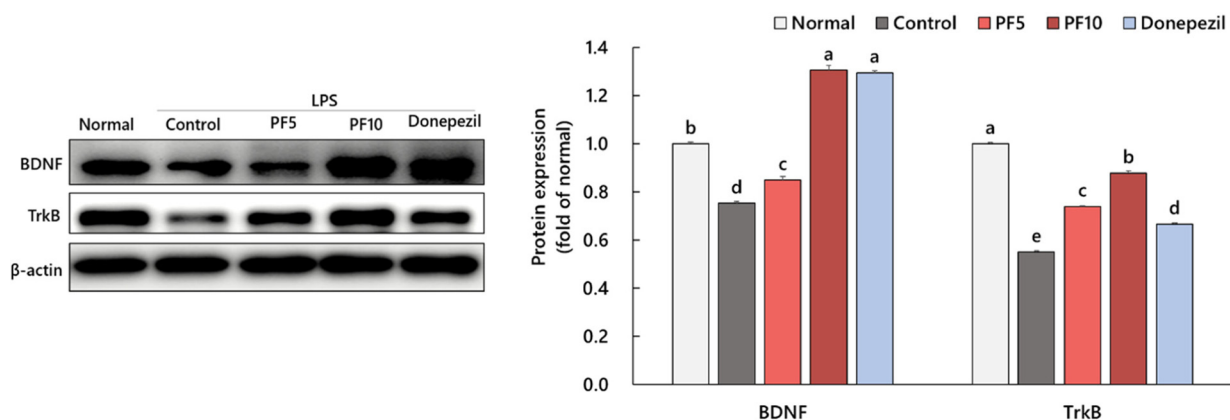 LPS
Normal Control PF5 PF10 Donepezil
BDNF
TrkB
β-actin
Normal Control PF5 PF10 Donepezil
Protein expression
(fold of normal)
1.4
1.2
1.0
0.8
0.6
0.4
0.2
0.0
b d c a a
a e c b d
BDNF TrkB